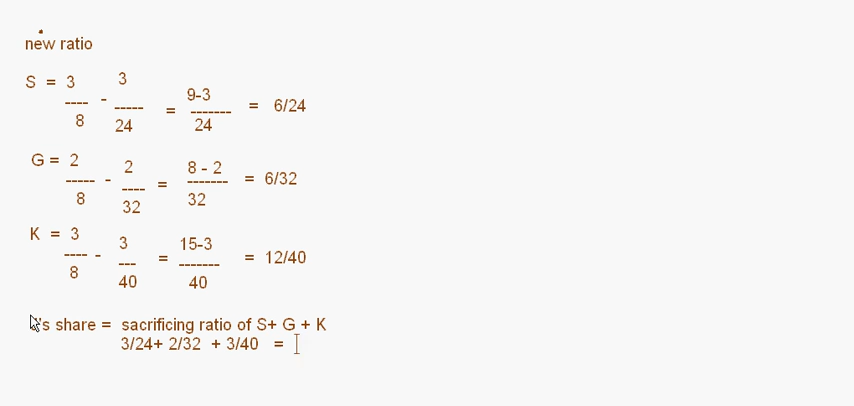 new ratio
S = 3/8 - 3/24 = 9-3/24 = 6/24
G = 2/8 - 2/32 = 8 - 2/32 = 6/32
K = 3/8 - 3/40 = 15-3/40 = 12/40
's share = sacrificing ratio of S+ G + K
3/24+ 2/32 + 3/40 =